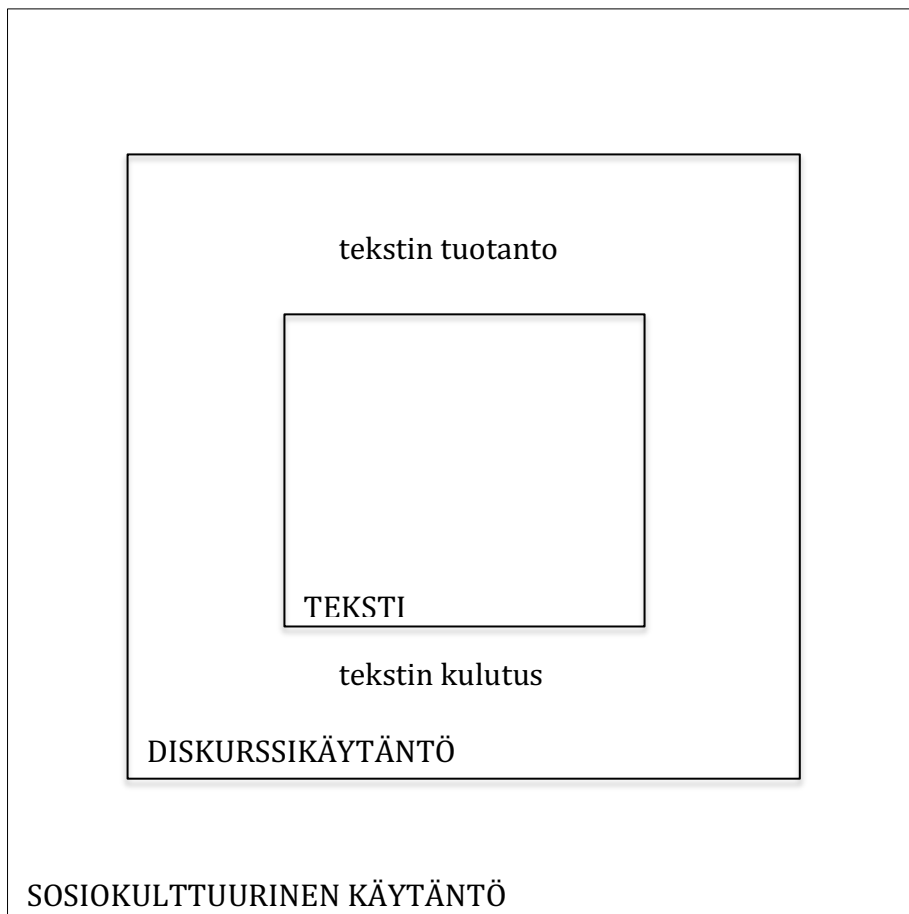 tekstin tuotanto
TEKSTI
tekstin kulutus
DISKURSSIKÄYTÄNTÖ
SOSIOKULTTUURINEN KÄYTÄNTÖ